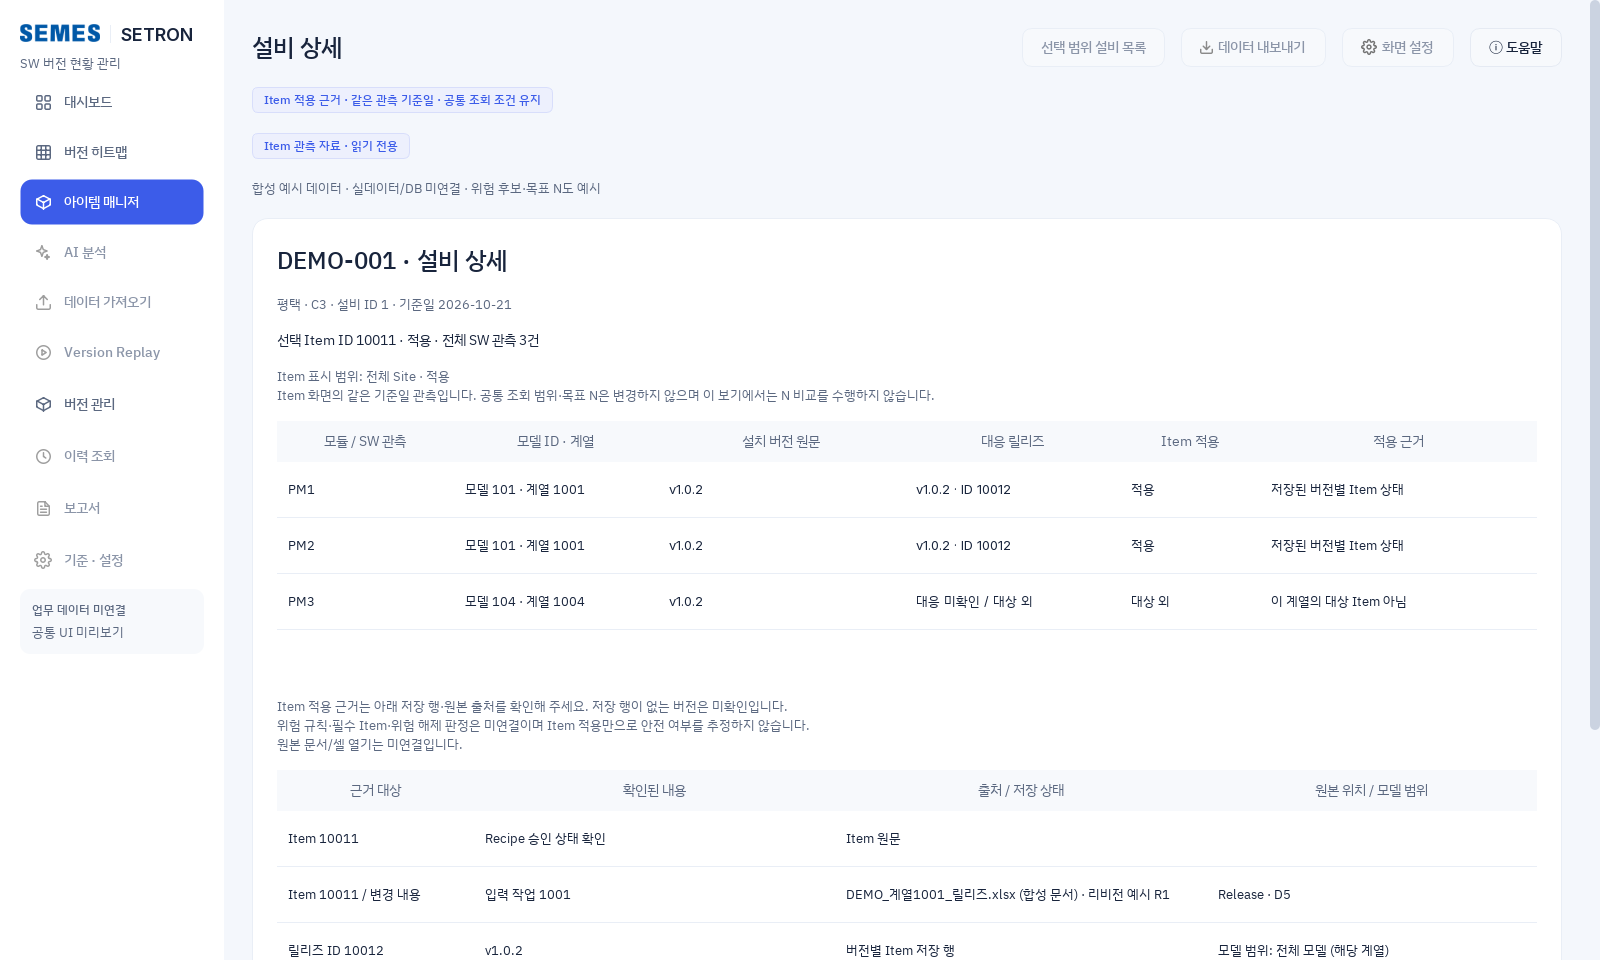 SEMES SETRON
SW 버전 현황 관리
대시보드
버전 히트맵
아이템 매니저
AI 분석
데이터 가져오기
Version Replay
버전 관리
이력 조회
보고서
기준 · 설정
업무 데이터 미연결
공통 UI 미리보기
설비 상세
선택 범위 설비 목록
데이터 내보내기
화면 설정
도움말
Item 적용 근거 · 같은 관측 기준일 · 공통 조회 조건 유지
Item 관측 자료 · 읽기 전용
합성 예시 데이터 · 실데이터/DB 미연결 · 위험 후보·목표 N도 예시
DEMO-001 · 설비 상세
평택 · C3 · 설비 ID 1 · 기준일 2026-10-21
선택 Item ID 10011 · 적용 · 전체 SW 관측 3건
Item 표시 범위: 전체 Site · 적용
Item 화면의 같은 기준일 관측입니다. 공통 조회 범위·목표 N은 변경하지 않으며 이 보기에서는 N 비교를 수행하지 않습니다.
모듈 / SW 관측 모델 ID · 계열 설치 버전 원문 대응 릴리즈 Item 적용 적용 근거
PM1 모델 101 · 계열 1001 v1.0.2 v1.0.2 · ID 10012 적용 저장된 버전별 Item 상태
PM2 모델 101 · 계열 1001 v1.0.2 v1.0.2 · ID 10012 적용 저장된 버전별 Item 상태
PM3 모델 104 · 계열 1004 v1.0.2 대응 미확인 / 대상 외 대상 외 이 계열의 대상 Item 아님
Item 적용 근거는 아래 저장 행·원본 출처를 확인해 주세요. 저장 행이 없는 버전은 미확인입니다.
위험 규칙·필수 Item·위험 해제 판정은 미연결이며 Item 적용만으로 안전 여부를 추정하지 않습니다.
원본 문서/셀 열기는 미연결입니다.
근거 대상 확인된 내용 출처 / 저장 상태 원본 위치 / 모델 범위
Item 10011 Recipe 승인 상태 확인 Item 원문
Item 10011 / 변경 내용 입력 작업 1001 DEMO_계열1001_릴리즈.xlsx (합성 문서) · 리비전 예시 R1 Release · D5
릴리즈 ID 10012 v1.0.2 버전별 Item 저장 행 모델 범위: 전체 모델 (해당 계열)